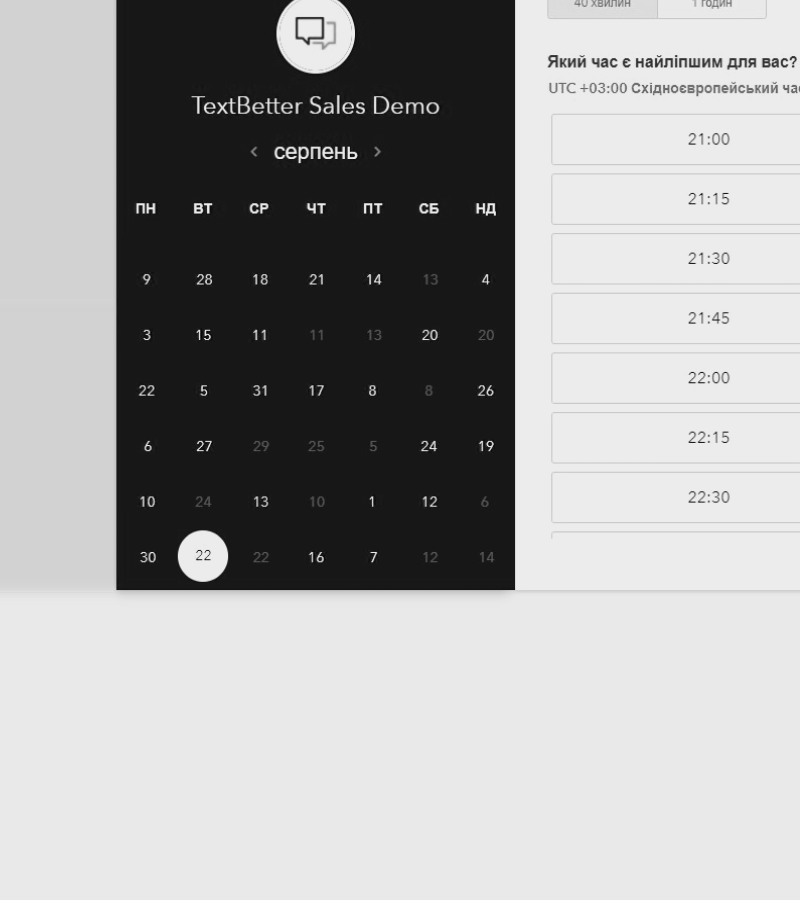 40 хвилин 1 годин
TextBetter Sales Demo
‹ серпень ›
ПН ВТ СР ЧТ ПТ СБ НД
9 28 18 21 14 13 4
3 15 11 11 13 20 20
22 5 31 17 8 8 26
6 27 29 25 5 24 19
10 24 13 10 1 12 6
30 22 22 16 7 12 14
Який час є найліпшим для вас?
UTC +03:00 Східноєвропейський
21:00
21:15
21:30
21:45
22:00
22:15
22:30